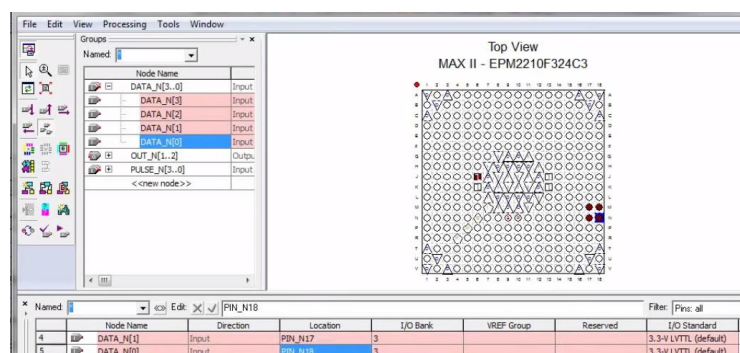 File Edit View Processing Tools Window
Groups
Named: *
Node Name
DATA_N[3..0] Input
DATA_N[3] Input
DATA_N[2] Input
DATA_N[1] Input
DATA_N[0] Input
OUT_N[1..2] Outpu
PULSE_N[3..0] Input
<<new node>>
Top View
MAX II - EPM2210F324C3
Named: * Edit: PIN_N18 Filter: Pins: all
Node Name Direction Location I/O Bank VREF Group Reserved I/O Standard
4 DATA_N[1] Input PIN_N17 3 3.3-V LVTTL (default)
5 DATA_N[0] Input PIN_N18 3 3.3-V LVTTL (default)